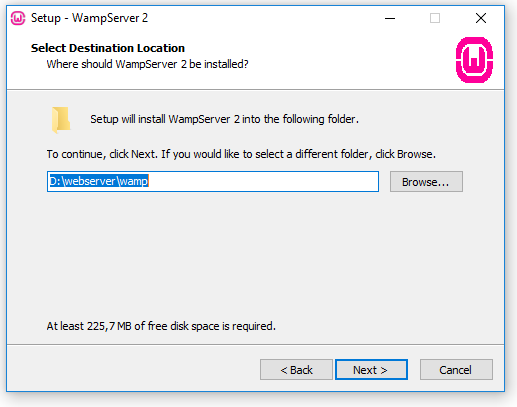 Setup - WampServer 2
Select Destination Location
Where should WampServer 2 be installed?
Setup will install WampServer 2 into the following folder.
To continue, click Next. If you would like to select a different folder, click Browse.
D:\webserver\wamp
Browse...
At least 225,7 MB of free disk space is required.
< Back
Next >
Cancel